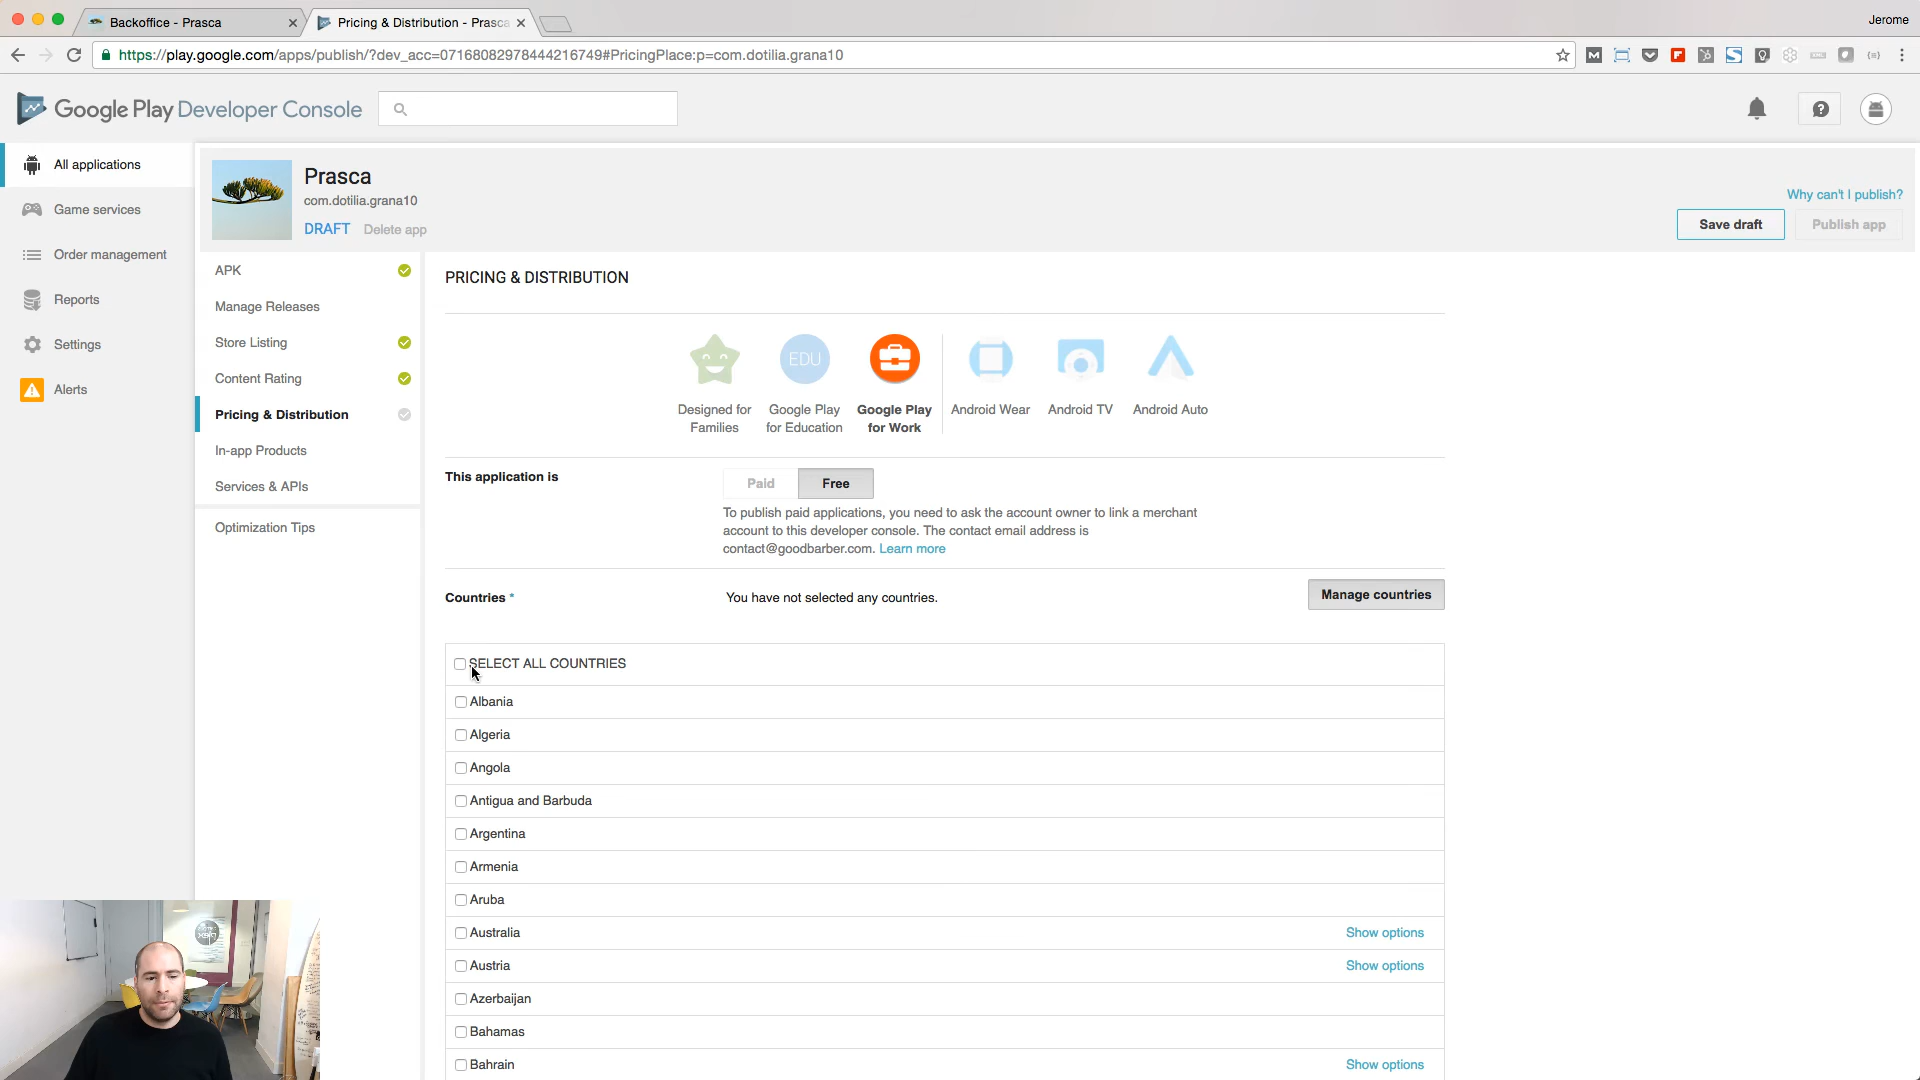 Backoffice - Prasca
Pricing & Distribution - Prasca
Jerome
https://play.google.com/apps/publish/?dev_acc=07168082978444216749#PricingPlace:p=com.dotilia.grana10
Google Play Developer Console
All applications
Game services
Order management
Reports
Settings
Alerts
Prasca
com.dotilia.grana10
DRAFT Delete app
Why can't I publish?
Save draft
Publish app
APK
Manage Releases
Store Listing
Content Rating
Pricing & Distribution
In-app Products
Services & APIs
Optimization Tips
PRICING & DISTRIBUTION
EDU
Designed for
Families
Google Play
for Education
Google Play
for Work
Android Wear
Android TV
Android Auto
This application is
Paid
Free
To publish paid applications, you need to ask the account owner to link a merchant
account to this developer console. The contact email address is
contact@goodbarber.com. Learn more
Countries *
You have not selected any countries.
Manage countries
SELECT ALL COUNTRIES
Albania
Algeria
Angola
Antigua and Barbuda
Argentina
Armenia
Aruba
Australia
Show options
Austria
Show options
Azerbaijan
Bahamas
Bahrain
Show options